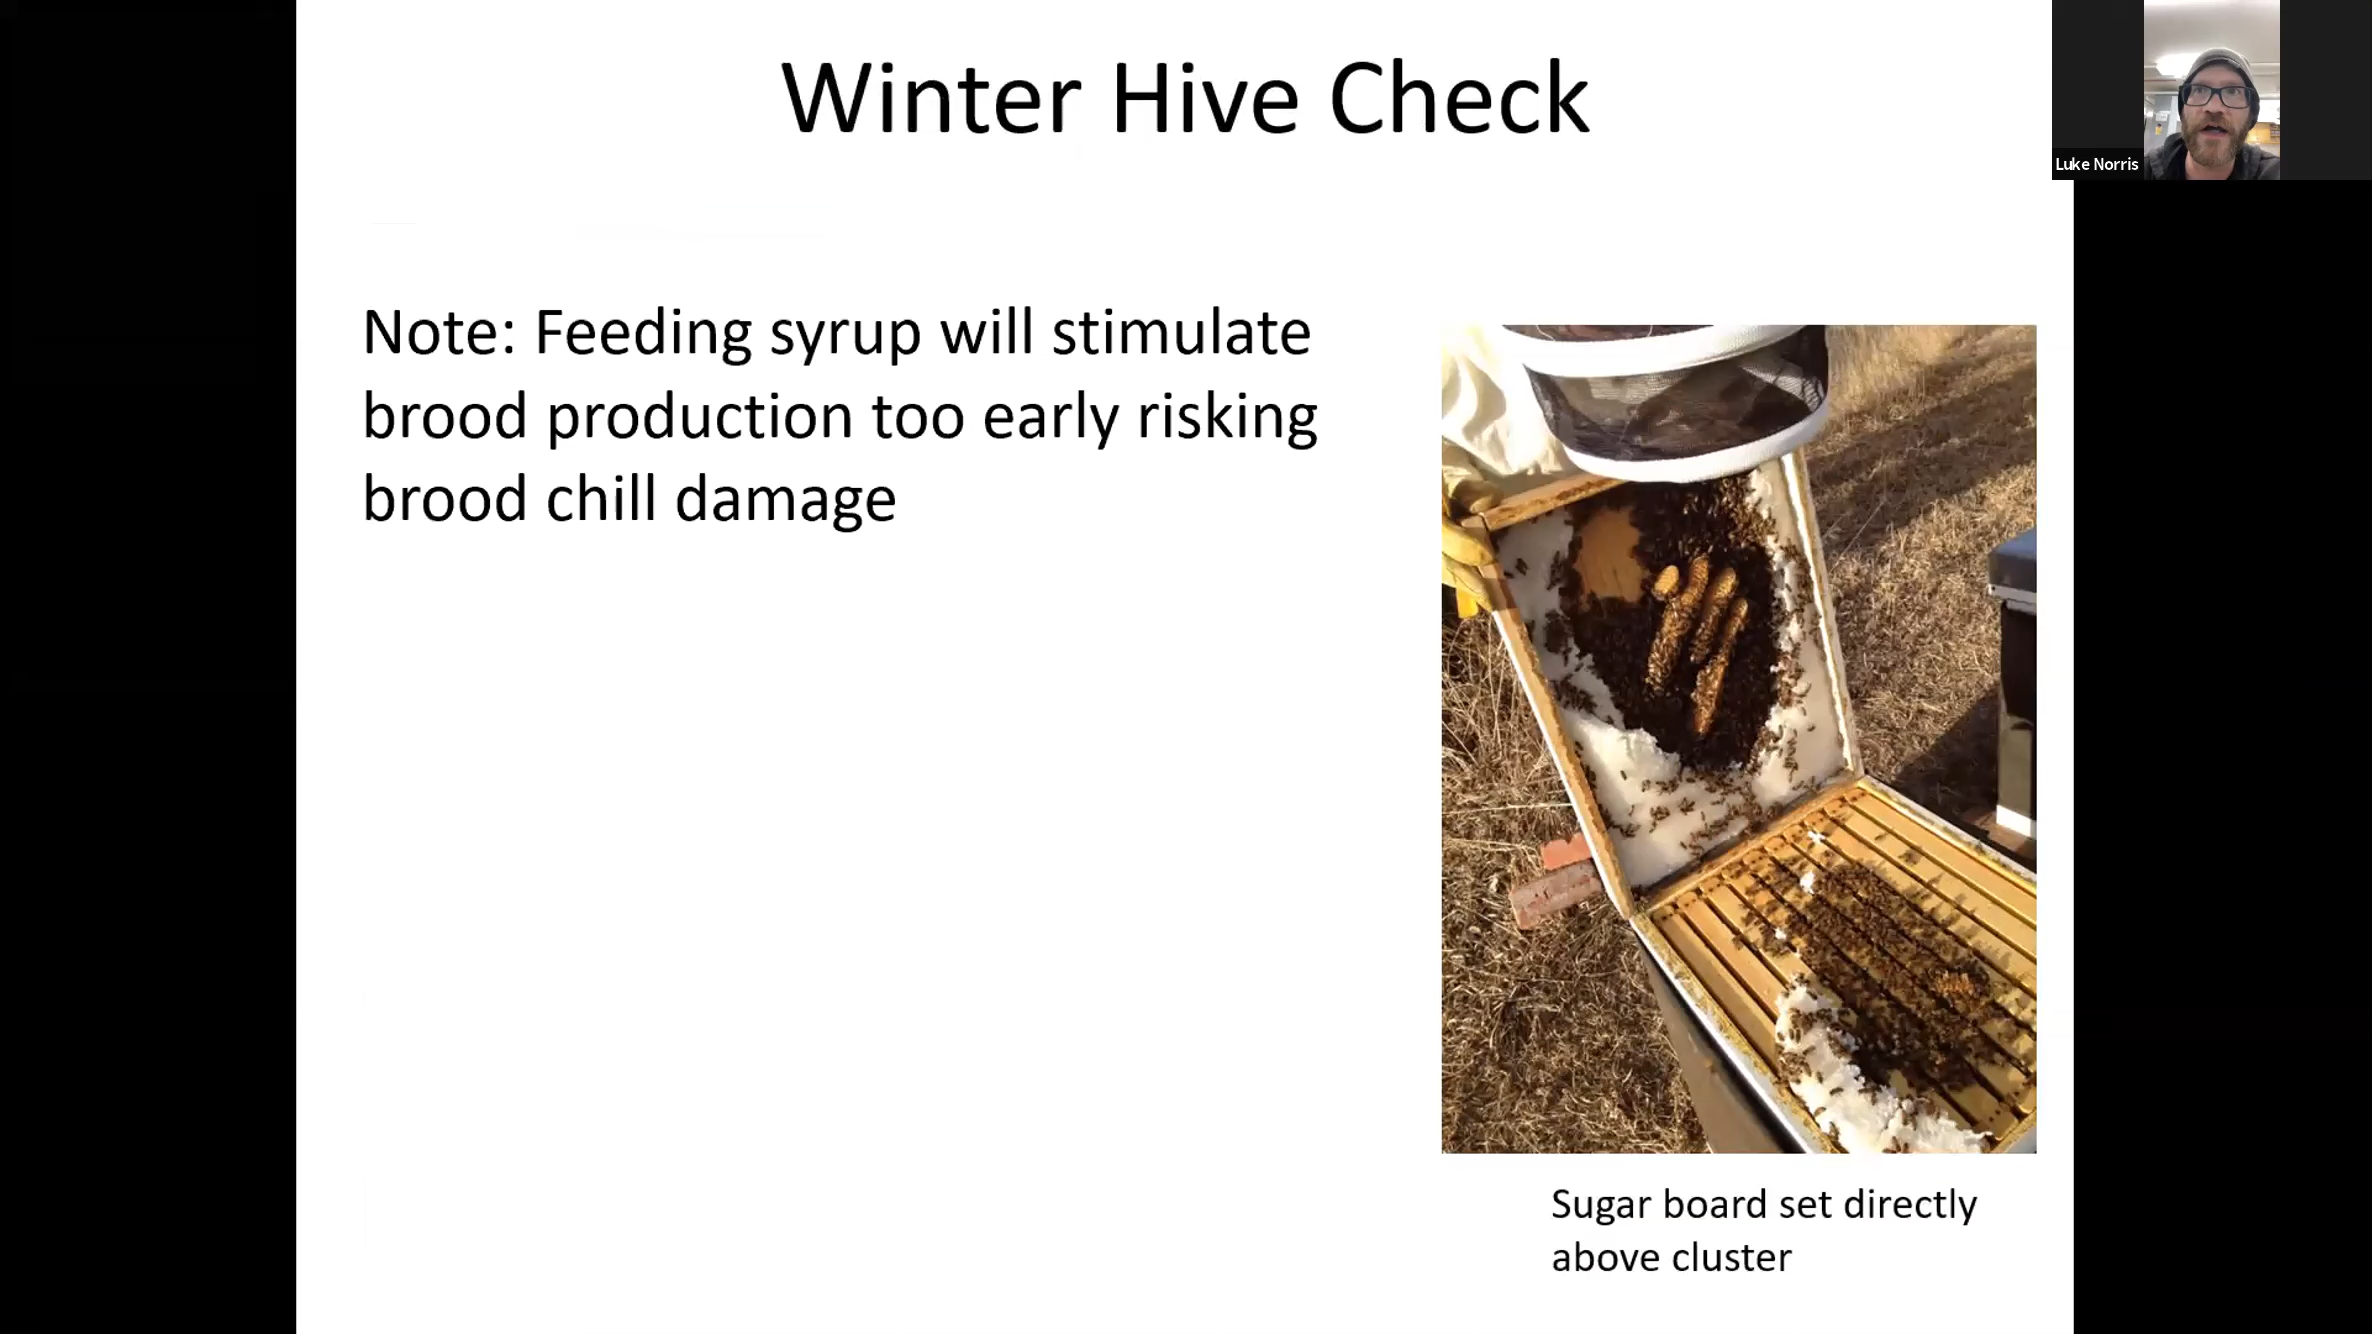 Winter Hive Check
Luke Norris
Note: Feeding syrup will stimulate
brood production too early risking
brood chill damage
Sugar board set directly
above cluster